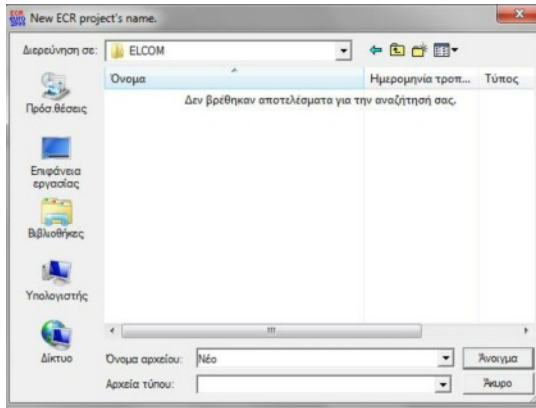 New ECR project's name.
Διερεύνηση σε: ELCOM
Όνομα Ημερομηνία τροπ... Τύπος
Δεν βρέθηκαν αποτελέσματα για την αναζήτησή σας.
Πρόσ.θέσεις
Επιφάνεια
εργασίας
Βιβλιοθήκες
Υπολογιστής
Δίκτυο
Όνομα αρχείου: Νέο Άνοιγμα
Αρχεία τύπου: Άκυρο